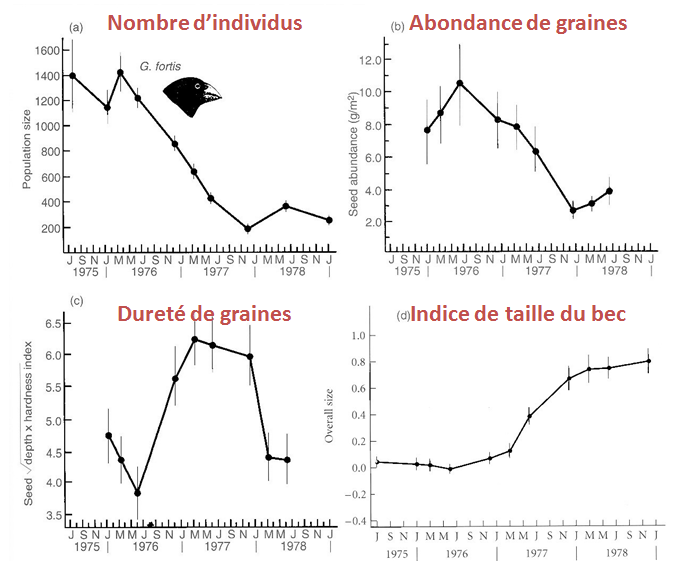 Nombre d'individus
(a)
G. fortis
Population size
1600
1400
1200
1000
800
600
400
200
J S N J M M J S N J M M J S N J M M J S N J
1975 | 1976 | 1977 | 1978 |
Abondance de graines
(b)
Seed abundance (g/m²)
12.0
10.0
8.0
6.0
4.0
2.0
J S N J M M J S N J M M J S N J M M J S N J
1975 | 1976 | 1977 | 1978 |
Dureté de graines
(c)
Seed √depth x hardness index
6.5
6.0
5.5
5.0
4.5
4.0
3.5
J S N J M M J S N J M M J S N J M M J S N J
1975 | 1976 | 1977 | 1978 |
(d) Indice de taille du bec
Overall size
1.0
0.8
0.6
0.4
0.2
0.0
-0.2
-0.4
J S N J M M J S N J M M J S N J M M J S N J
1975 | 1976 | 1977 | 1978 |